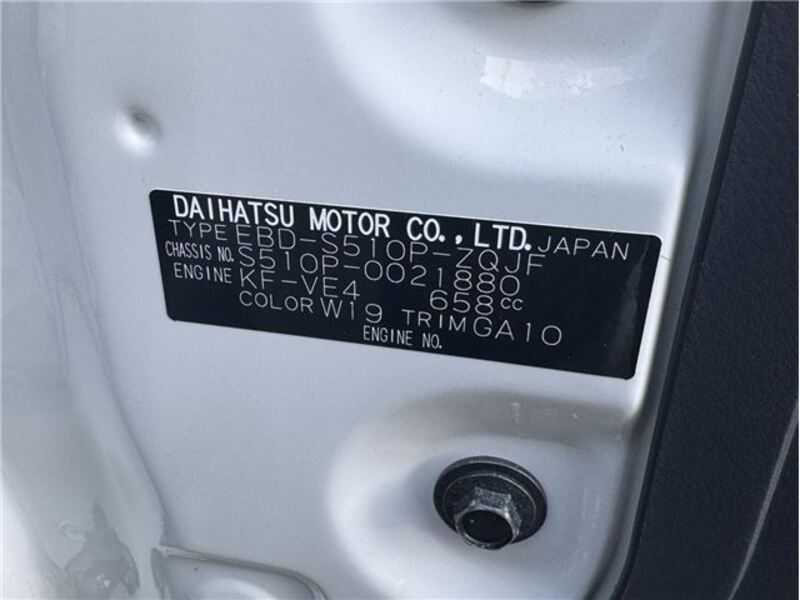 DAIHATSU MOTOR CO.,LTD. JAPAN
TYPE EBD-S510P-ZQJF
CHASSIS NO. S510P-0021880
ENGINE KF-VE4 658cc
COLOR W19 TRIM GA10
ENGINE NO.